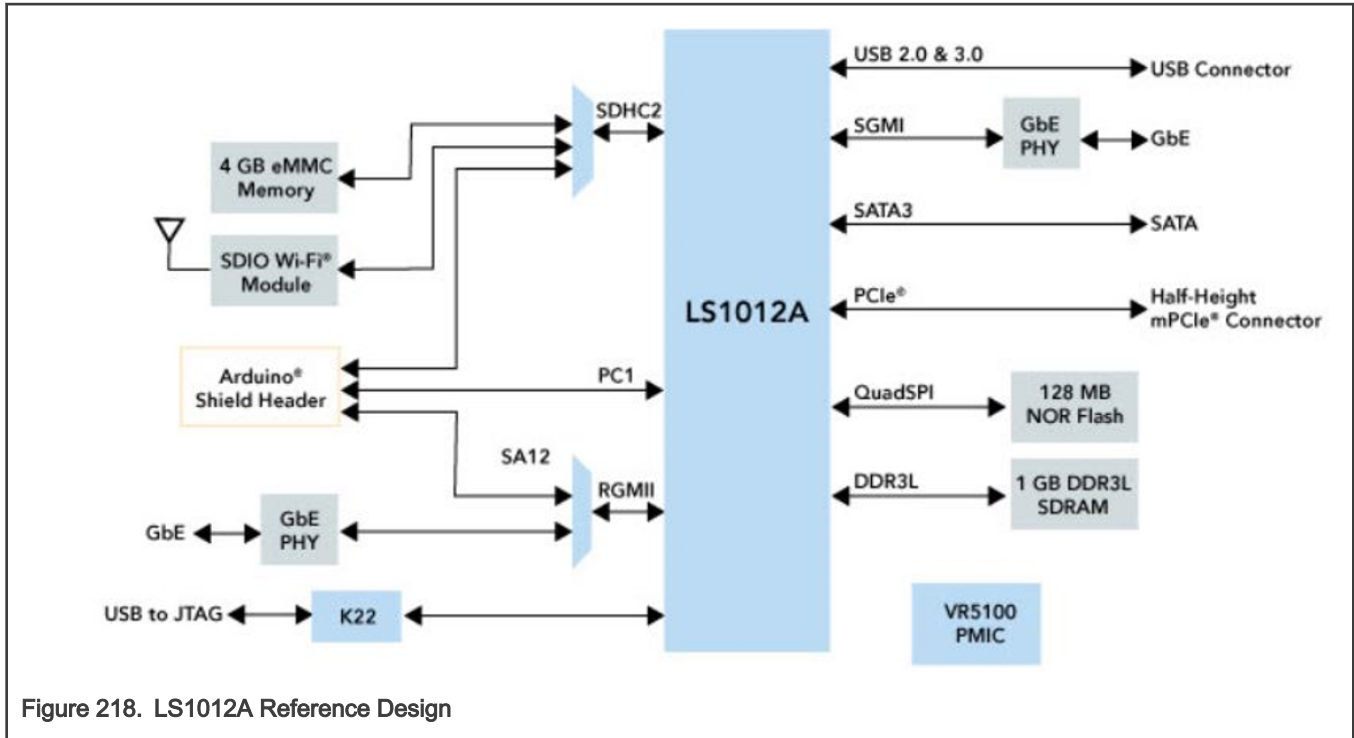 USB 2.0 & 3.0
USB Connector
SDHC2
SGMI
GbE
PHY
GbE
4 GB eMMC
Memory
SATA3
SATA
SDIO Wi-Fi®
Module
LS1012A
PCIe®
Half-Height
mPCIe® Connector
Arduino®
Shield Header
PC1
QuadSPI
128 MB
NOR Flash
SA12
RGMII
DDR3L
1 GB DDR3L
SDRAM
GbE
GbE
PHY
USB to JTAG
K22
VR5100
PMIC
Figure 218. LS1012A Reference Design